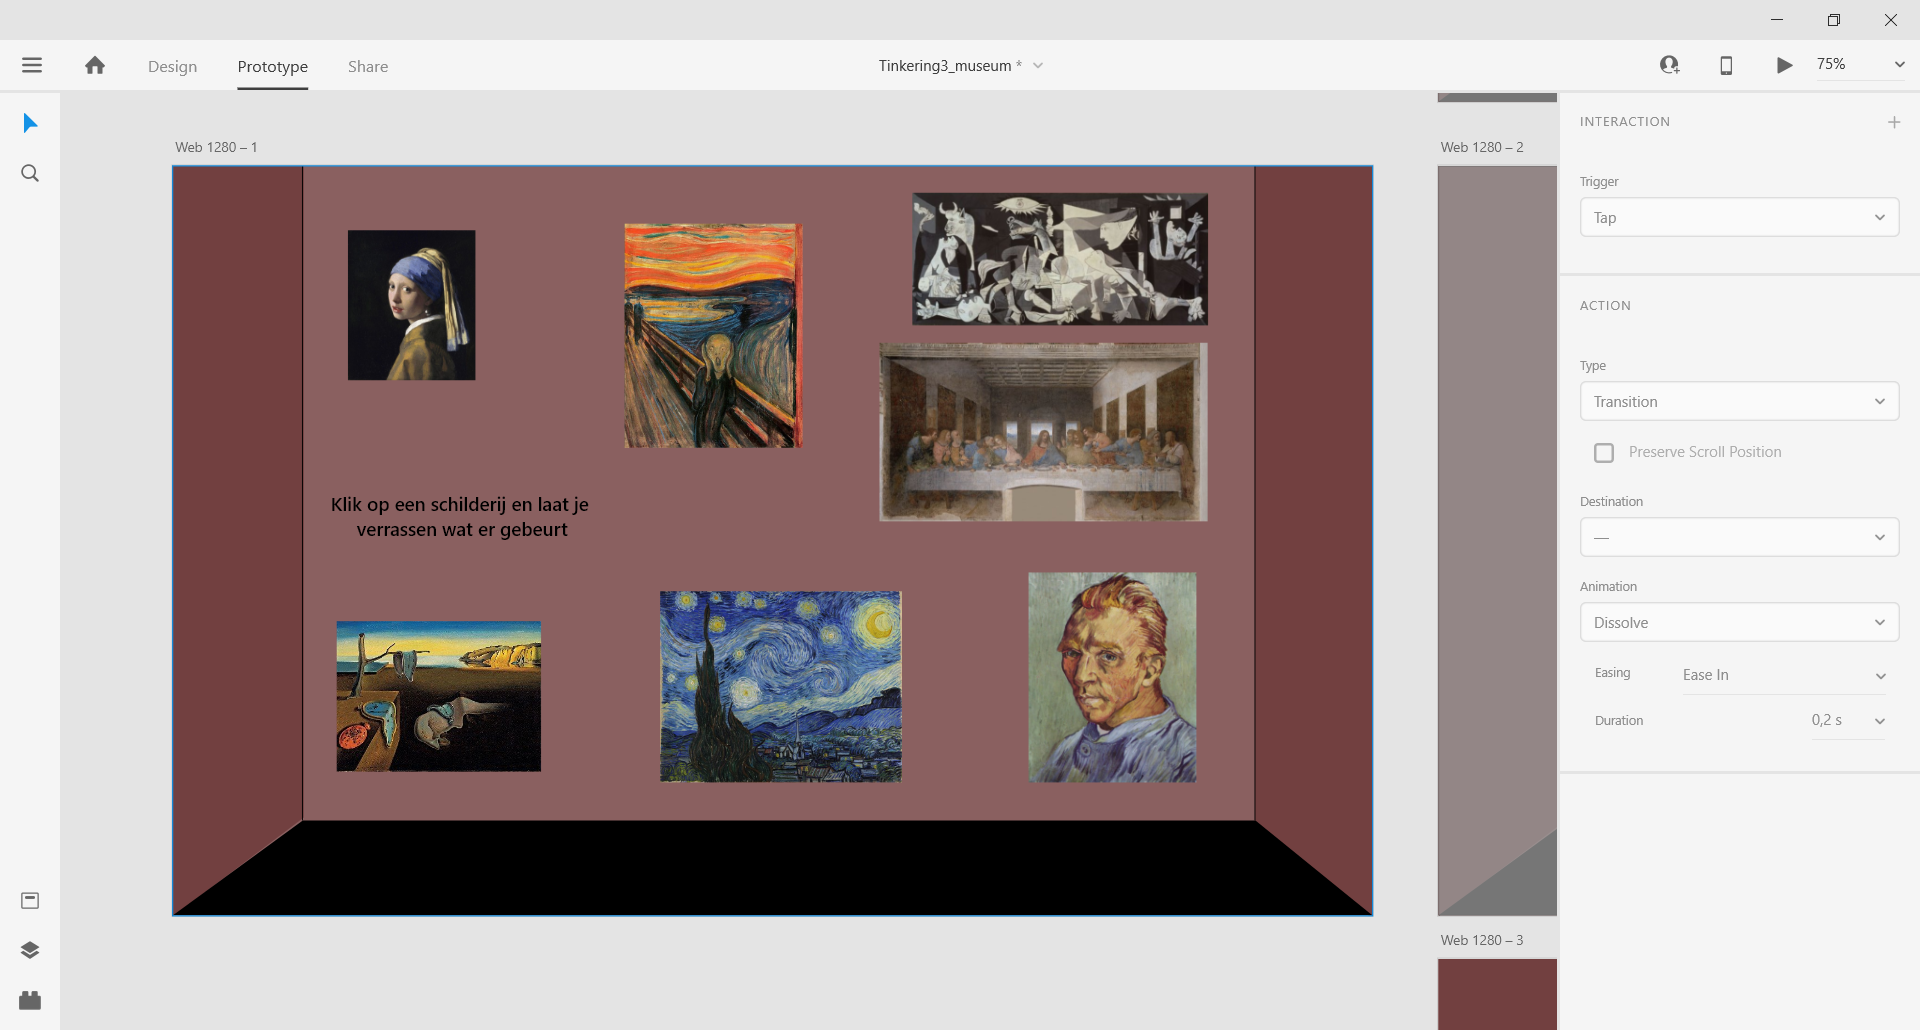 Design
Prototype
Share
Tinkering3_museum *
75%
Web 1280 – 1
Web 1280 – 2
Klik op een schilderij en laat je
verrassen wat er gebeurt
Web 1280 – 3
INTERACTION
Trigger
Tap
ACTION
Type
Transition
Preserve Scroll Position
Destination
—
Animation
Dissolve
Easing
Ease In
Duration
0,2 s